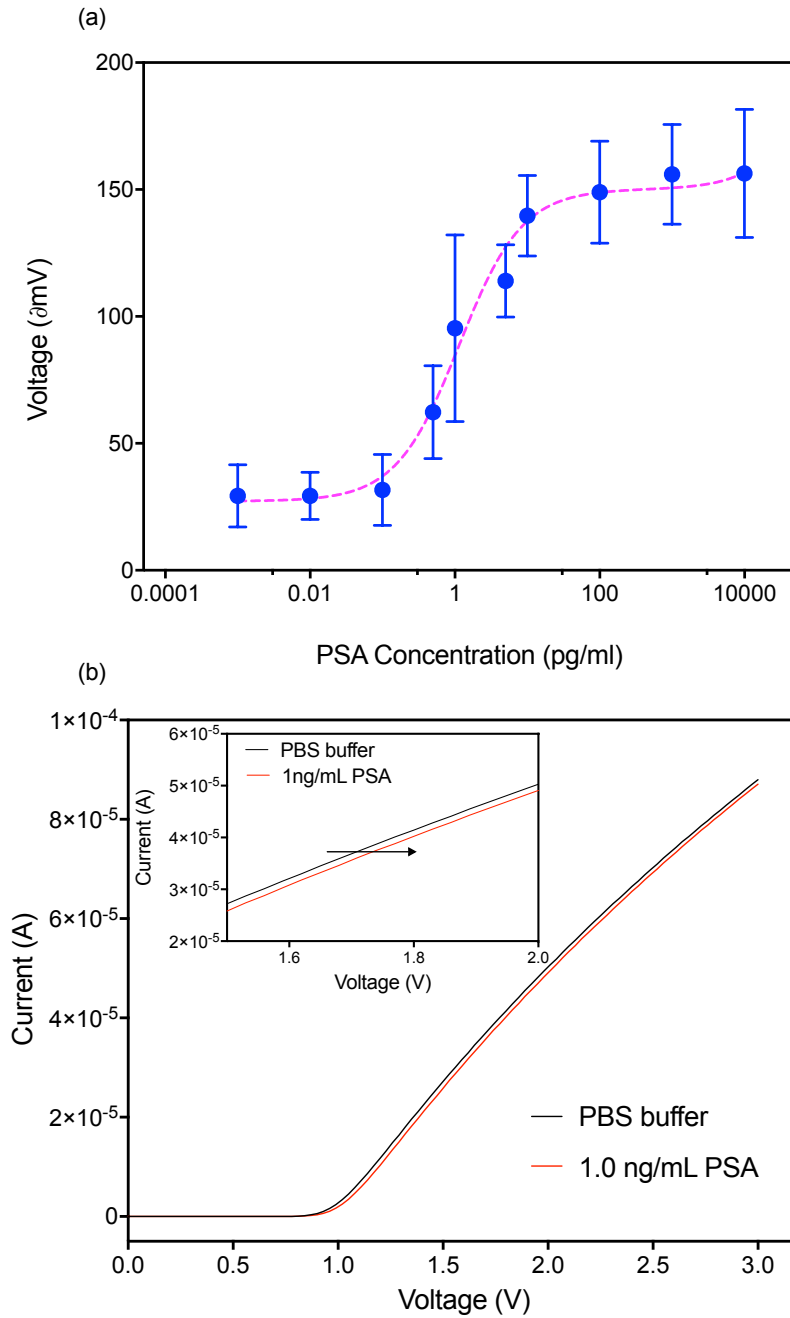 (a)
200
150
100
50
0
Voltage (∂mV)
0.0001 0.01 1 100 10000
PSA Concentration (pg/ml)
(b)
1×10⁻⁴
8×10⁻⁵
6×10⁻⁵
4×10⁻⁵
2×10⁻⁵
0
Current (A)
6×10⁻⁵
5×10⁻⁵
4×10⁻⁵
3×10⁻⁵
2×10⁻⁵
Current (A)
PBS buffer
1ng/mL PSA
1.6 1.8 2.0
Voltage (V)
PBS buffer
1.0 ng/mL PSA
0.0 0.5 1.0 1.5 2.0 2.5 3.0
Voltage (V)